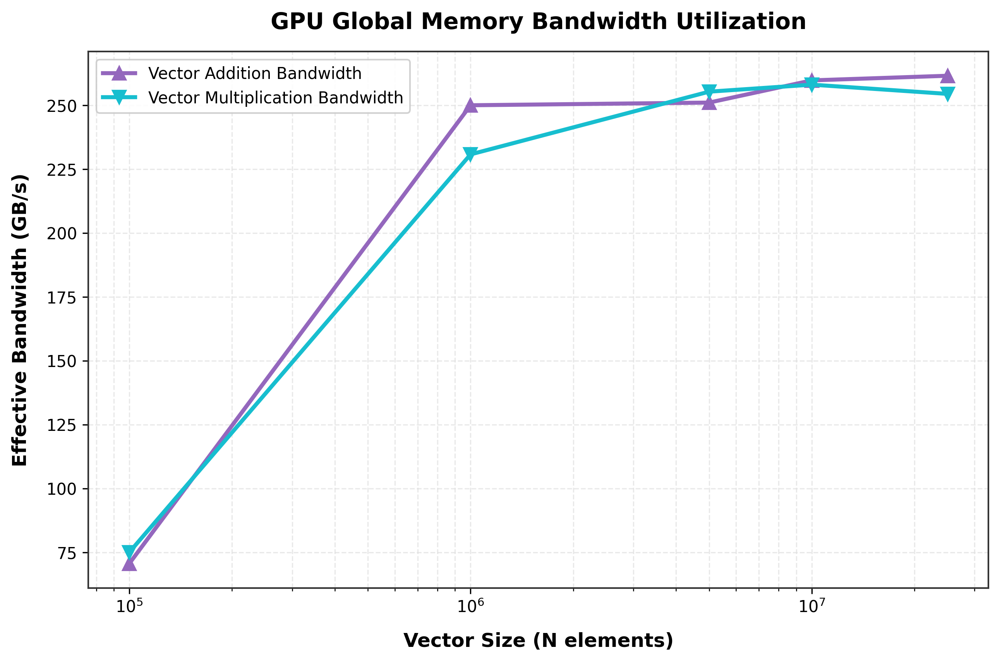 GPU Global Memory Bandwidth Utilization
Vector Addition Bandwidth
Vector Multiplication Bandwidth
Effective Bandwidth (GB/s)
250
225
200
175
150
125
100
75
10⁵ 10⁶ 10⁷
Vector Size (N elements)